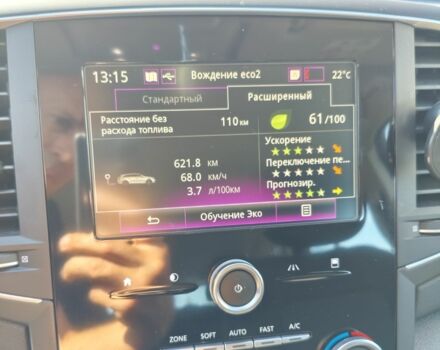 13:15 Вождение eco2 22°c
Стандартный Расширенный
Расстояние без расхода топлива 110 км 61/100
621.8 км
68.0 км/ч
3.7 л/100км
Ускорение
Переключение пе...
Прогнозир.
Обучение Эко
ZONE SOFT AUTO FAST A/C